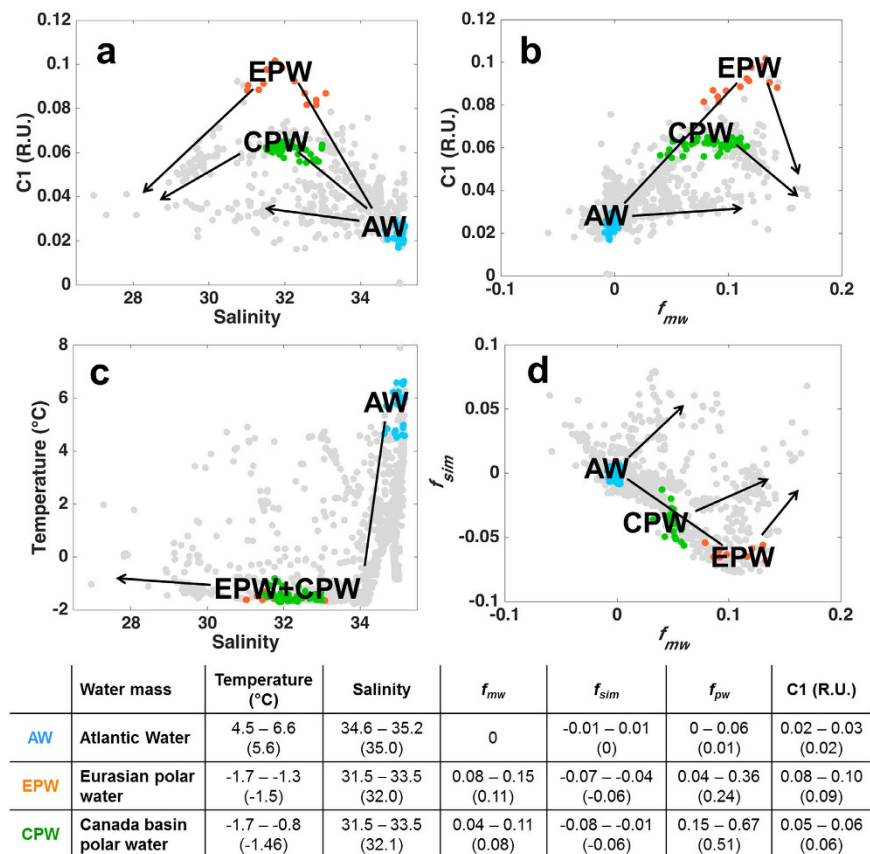 a
EPW
CPW
AW
C1 (R.U.)
0.12
0.1
0.08
0.06
0.04
0.02
0
28 30 32 34
Salinity
b
EPW
CPW
AW
C1 (R.U.)
0.12
0.1
0.08
0.06
0.04
0.02
0
-0.1 0 0.1 0.2
fmw
c
AW
EPW+CPW
Temperature (°C)
8
6
4
2
0
-2
28 30 32 34
Salinity
d
AW
CPW
EPW
fsim
0.1
0.05
0
-0.05
-0.1
-0.1 0 0.1 0.2
fmw
Water mass Temperature (°C) Salinity fmw fsim fpw C1 (R.U.)
AW Atlantic Water 4.5 – 6.6 34.6 – 35.2 0 -0.01 – 0.01 0 – 0.06 0.02 – 0.03
(5.6) (35.0) (0) (0.01) (0.02)
EPW Eurasian polar water -1.7 – -1.3 31.5 – 33.5 0.08 – 0.15 -0.07 – -0.04 0.04 – 0.36 0.08 – 0.10
(-1.5) (32.0) (0.11) (-0.06) (0.24) (0.09)
CPW Canada basin polar water -1.7 – -0.8 31.5 – 33.5 0.04 – 0.11 -0.08 – -0.01 0.15 – 0.67 0.05 – 0.06
(-1.46) (32.1) (0.08) (-0.06) (0.51) (0.06)